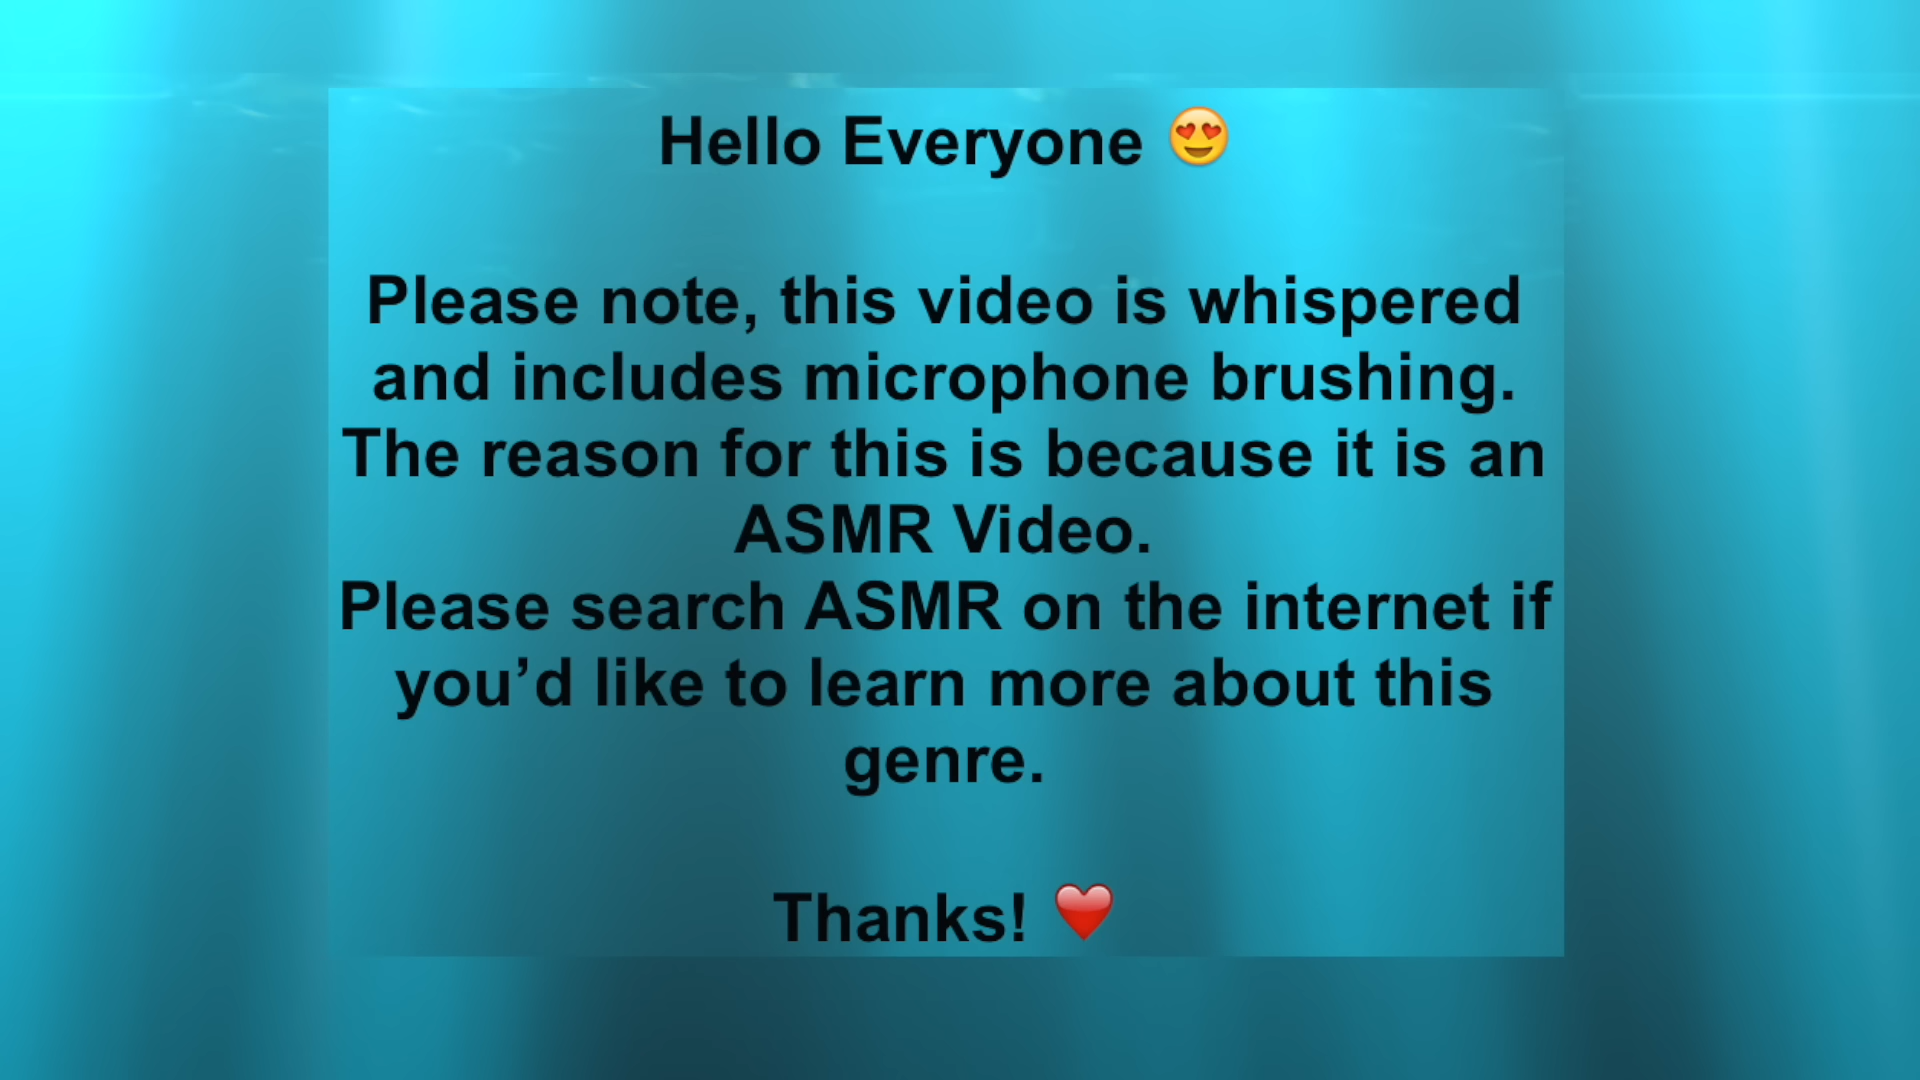 Hello Everyone 😍
Please note, this video is whispered
and includes microphone brushing.
The reason for this is because it is an
ASMR Video.
Please search ASMR on the internet if
you’d like to learn more about this
genre.
Thanks! ❤️